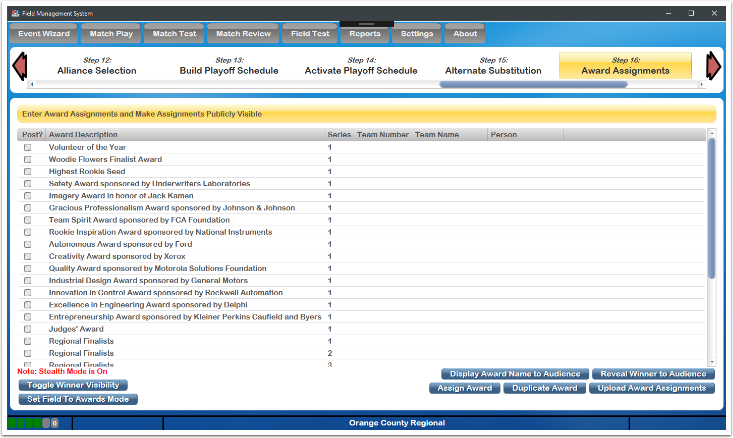 Field Management System
Event Wizard Match Play Match Test Match Review Field Test Reports Settings About
Step 12: Step 13: Step 14: Step 15: Step 16:
Alliance Selection Build Playoff Schedule Activate Playoff Schedule Alternate Substitution Award Assignments
Enter Award Assignments and Make Assignments Publicly Visible
Post? Award Description Series Team Number Team Name Person
Volunteer of the Year 1
Woodie Flowers Finalist Award 1
Highest Rookie Seed 1
Safety Award sponsored by Underwriters Laboratories 1
Imagery Award in honor of Jack Kamen 1
Gracious Professionalism Award sponsored by Johnson & Johnson 1
Team Spirit Award sponsored by FCA Foundation 1
Rookie Inspiration Award sponsored by National Instruments 1
Autonomous Award sponsored by Ford 1
Creativity Award sponsored by Xerox 1
Quality Award sponsored by Motorola Solutions Foundation 1
Industrial Design Award sponsored by General Motors 1
Innovation in Control Award sponsored by Rockwell Automation 1
Excellence in Engineering Award sponsored by Delphi 1
Entrepreneurship Award sponsored by Kleiner Perkins Caufield and Byers 1
Judges' Award 1
Regional Finalists 1
Regional Finalists 2
Regional Finalists 3
Note: Stealth Mode is On
Display Award Name to Audience Reveal Winner to Audience
Toggle Winner Visibility Assign Award Duplicate Award Upload Award Assignments
Set Field To Awards Mode
0 Orange County Regional